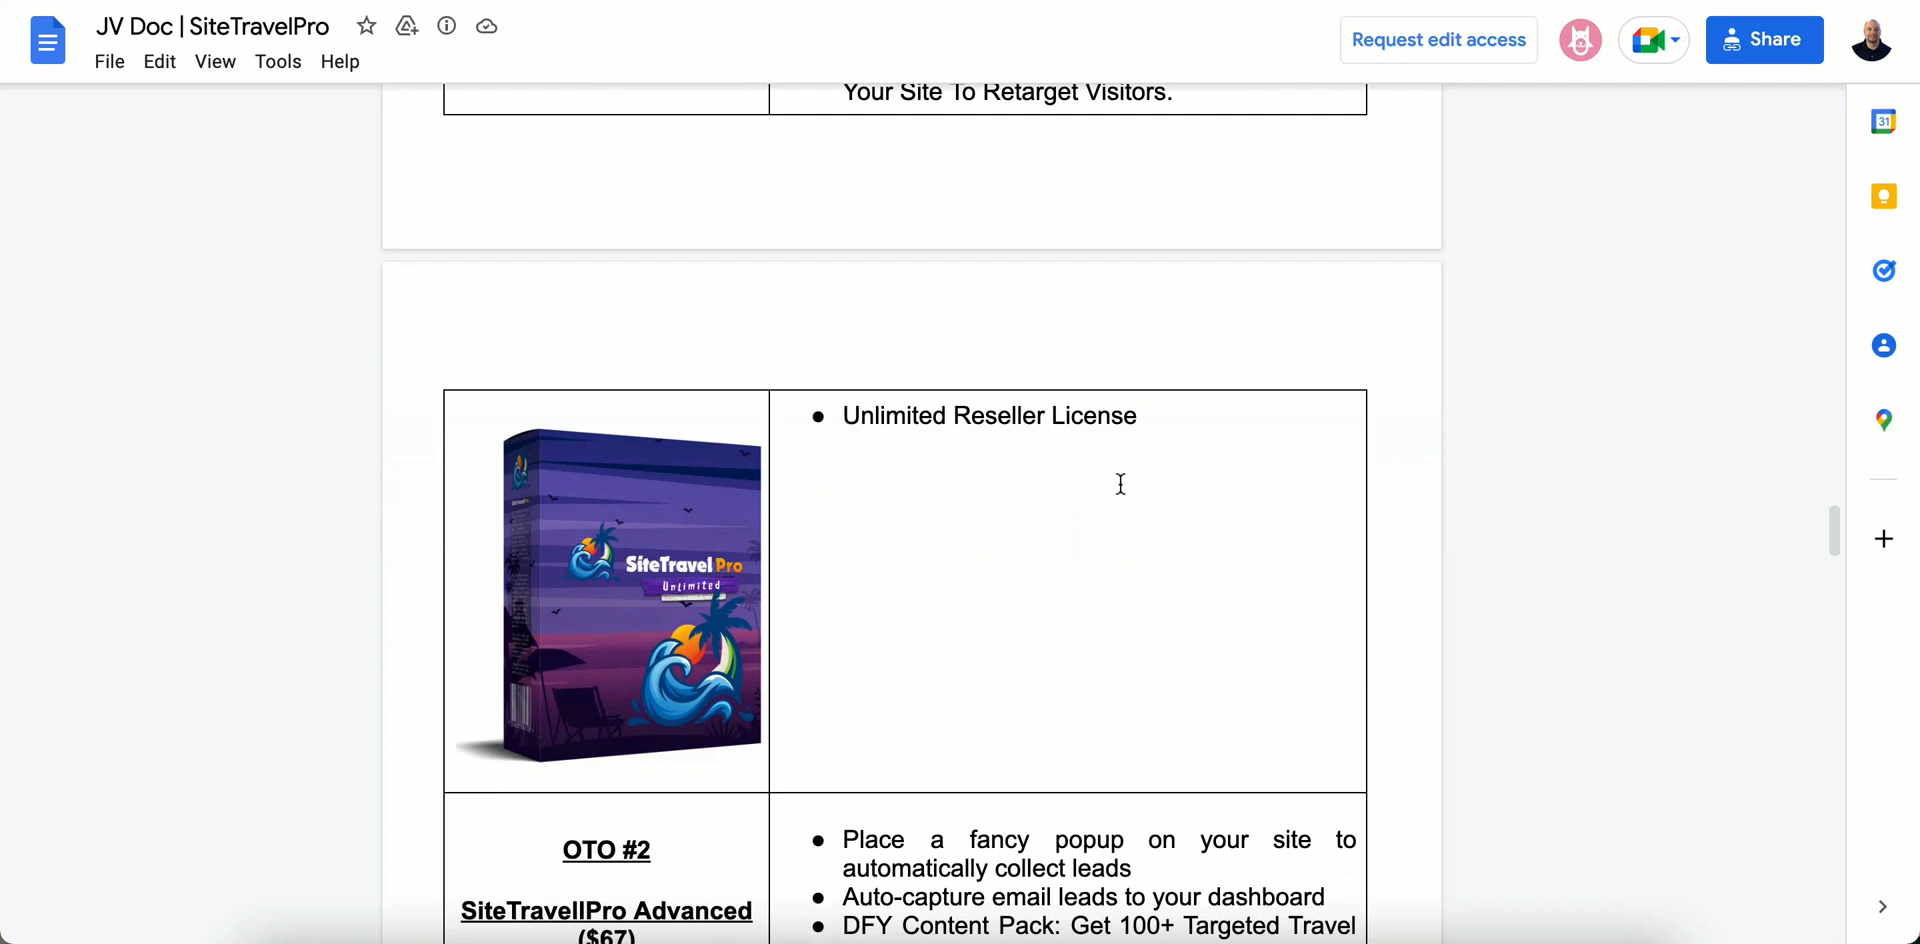 JV Doc | SiteTravelPro
File Edit View Tools Help
Request edit access
Share
31
Your Site To Retarget Visitors.
● Unlimited Reseller License
SiteTravel Pro
Unlimited
OTO #2
SiteTravellPro Advanced
($67)
● Place a fancy popup on your site to
automatically collect leads
● Auto-capture email leads to your dashboard
● DFY Content Pack: Get 100+ Targeted Travel